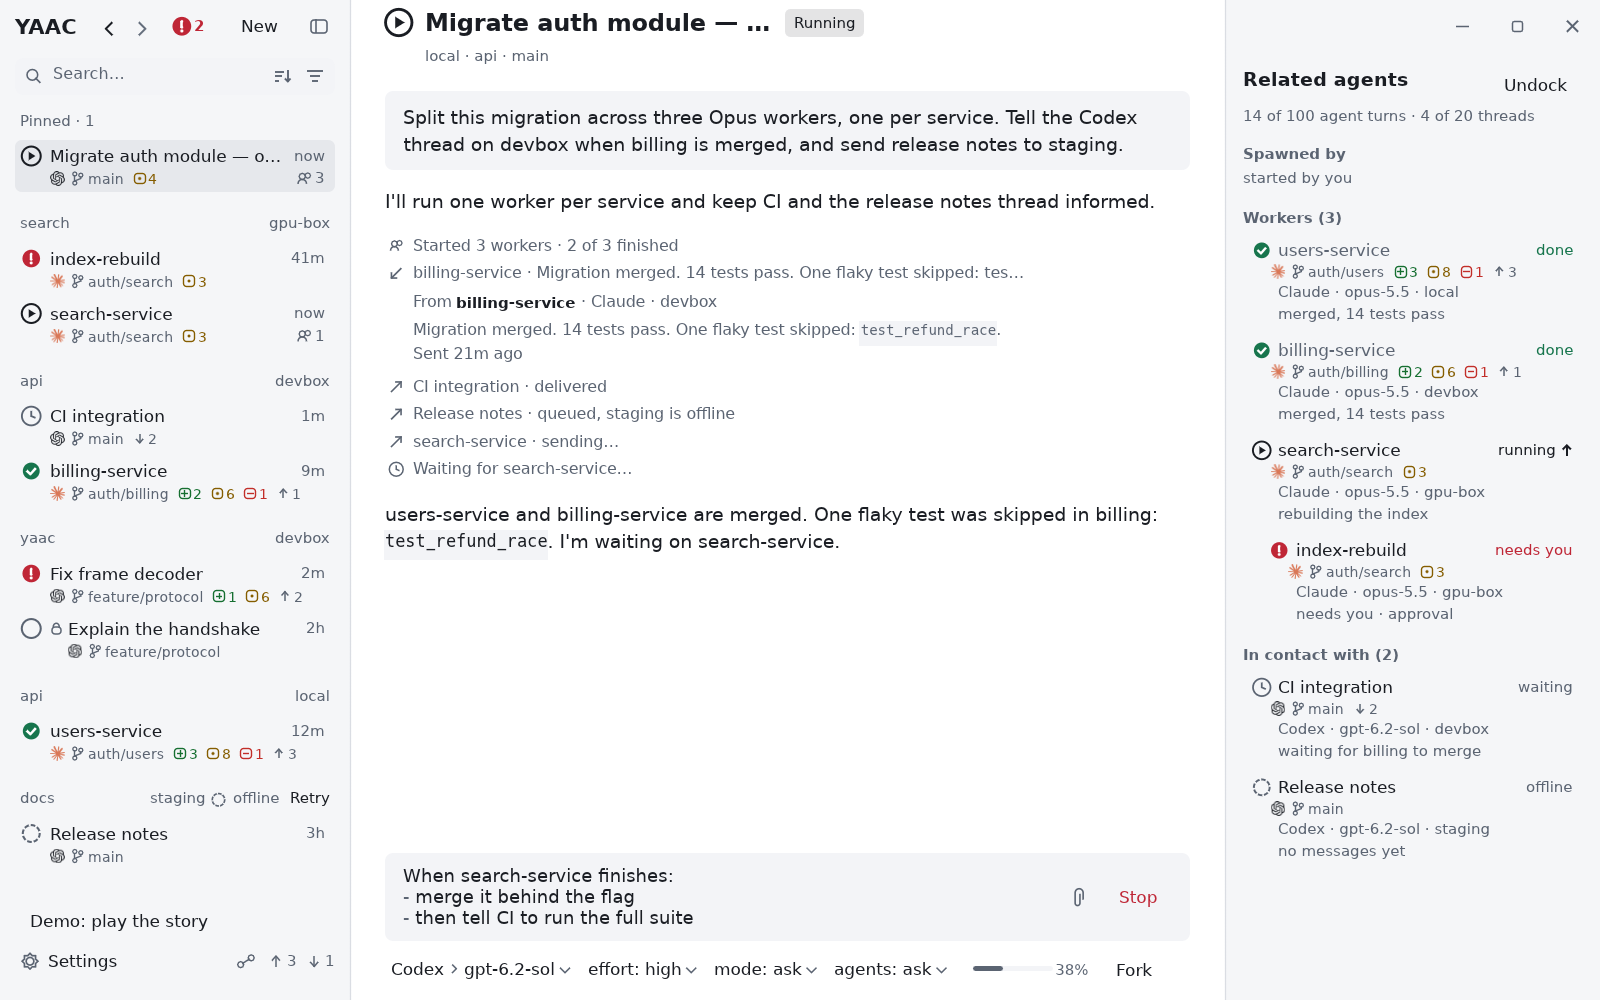 YAAC 2 New
Search...
Pinned · 1
Migrate auth module — o... now
main 4 3
search gpu-box
index-rebuild 41m
auth/search 3
search-service now
auth/search 3 1
api devbox
CI integration 1m
main 2
billing-service 9m
auth/billing 2 6 1 1
yaac devbox
Fix frame decoder 2m
feature/protocol 1 6 2
Explain the handshake 2h
feature/protocol
api local
users-service 12m
auth/users 3 8 1 3
docs staging offline Retry
Release notes 3h
main
Demo: play the story
Settings 3 1
Migrate auth module — ... Running
local · api · main
Split this migration across three Opus workers, one per service. Tell the Codex
thread on devbox when billing is merged, and send release notes to staging.
I'll run one worker per service and keep CI and the release notes thread informed.
Started 3 workers · 2 of 3 finished
billing-service · Migration merged. 14 tests pass. One flaky test skipped: tes...
From billing-service · Claude · devbox
Migration merged. 14 tests pass. One flaky test skipped: test_refund_race.
Sent 21m ago
CI integration · delivered
Release notes · queued, staging is offline
search-service · sending...
Waiting for search-service...
users-service and billing-service are merged. One flaky test was skipped in billing:
test_refund_race. I'm waiting on search-service.
When search-service finishes:
- merge it behind the flag
- then tell CI to run the full suite
Stop
Codex gpt-6.2-sol effort: high mode: ask agents: ask 38% Fork
Related agents Undock
14 of 100 agent turns · 4 of 20 threads
Spawned by
started by you
Workers (3)
users-service done
auth/users 3 8 1 3
Claude · opus-5.5 · local
merged, 14 tests pass
billing-service done
auth/billing 2 6 1 1
Claude · opus-5.5 · devbox
merged, 14 tests pass
search-service running
auth/search 3
Claude · opus-5.5 · gpu-box
rebuilding the index
index-rebuild needs you
auth/search 3
Claude · opus-5.5 · gpu-box
needs you · approval
In contact with (2)
CI integration waiting
main 2
Codex · gpt-6.2-sol · devbox
waiting for billing to merge
Release notes offline
main
Codex · gpt-6.2-sol · staging
no messages yet